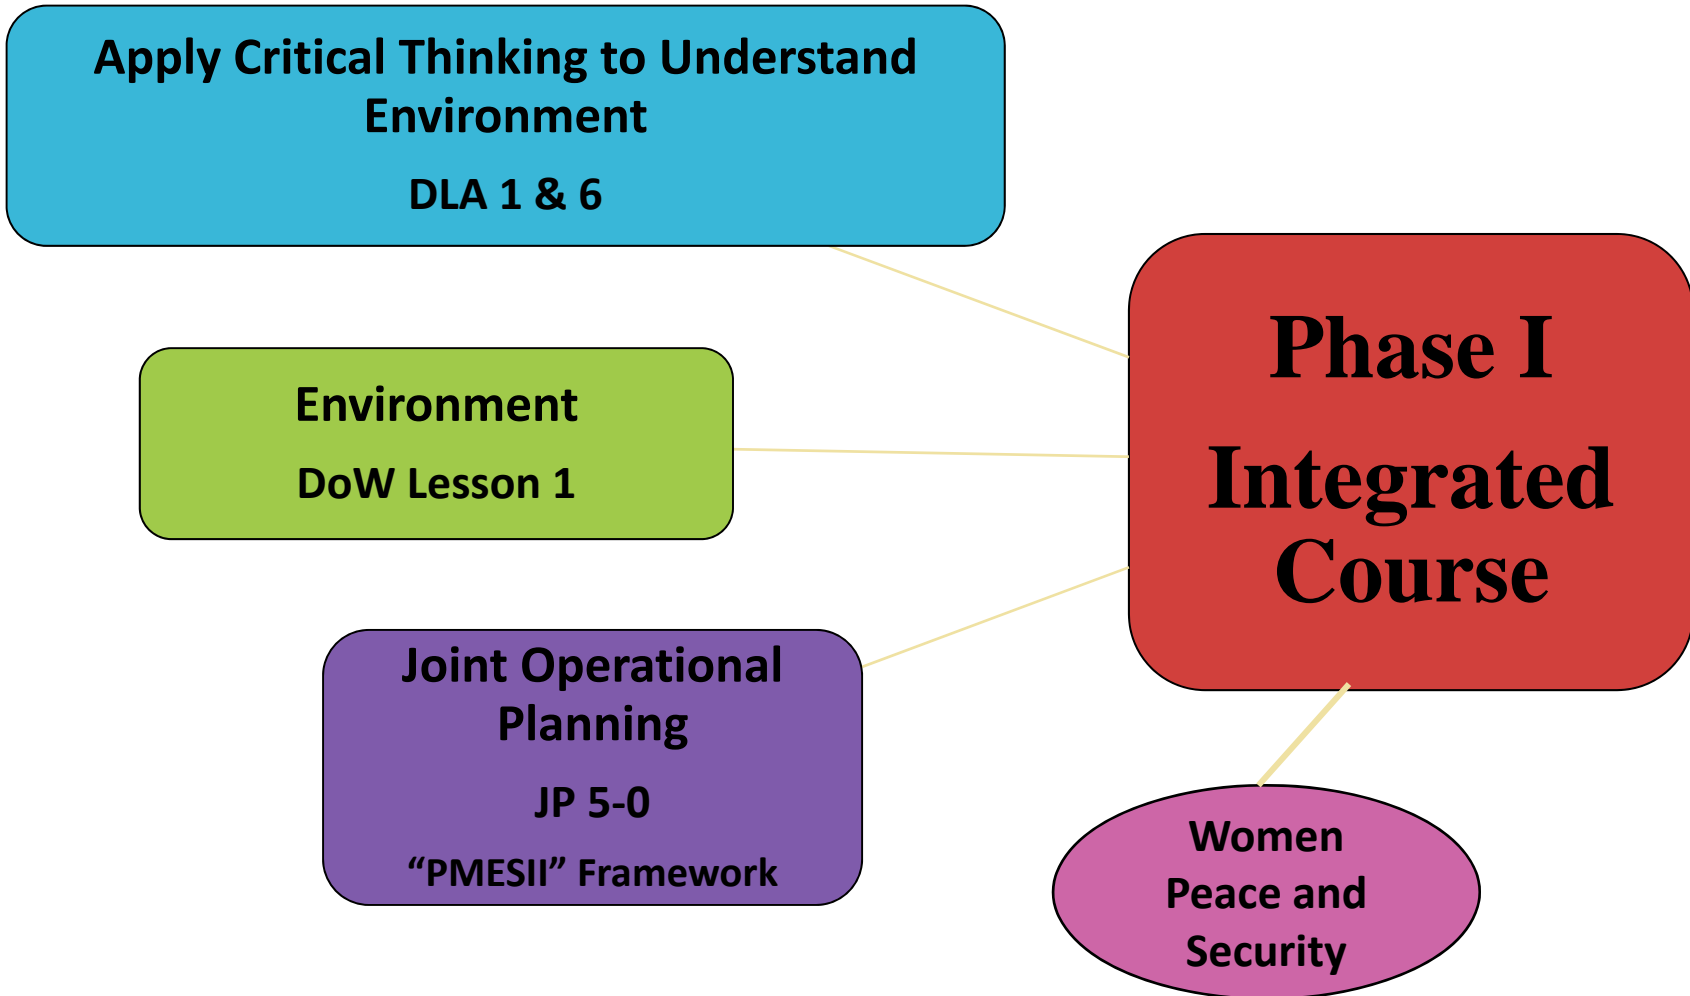 Apply Critical Thinking to Understand
Environment
DLA 1 & 6
Environment
DoW Lesson 1
Joint Operational
Planning
JP 5-0
“PMESII” Framework
Phase I
Integrated
Course
Women
Peace and
Security